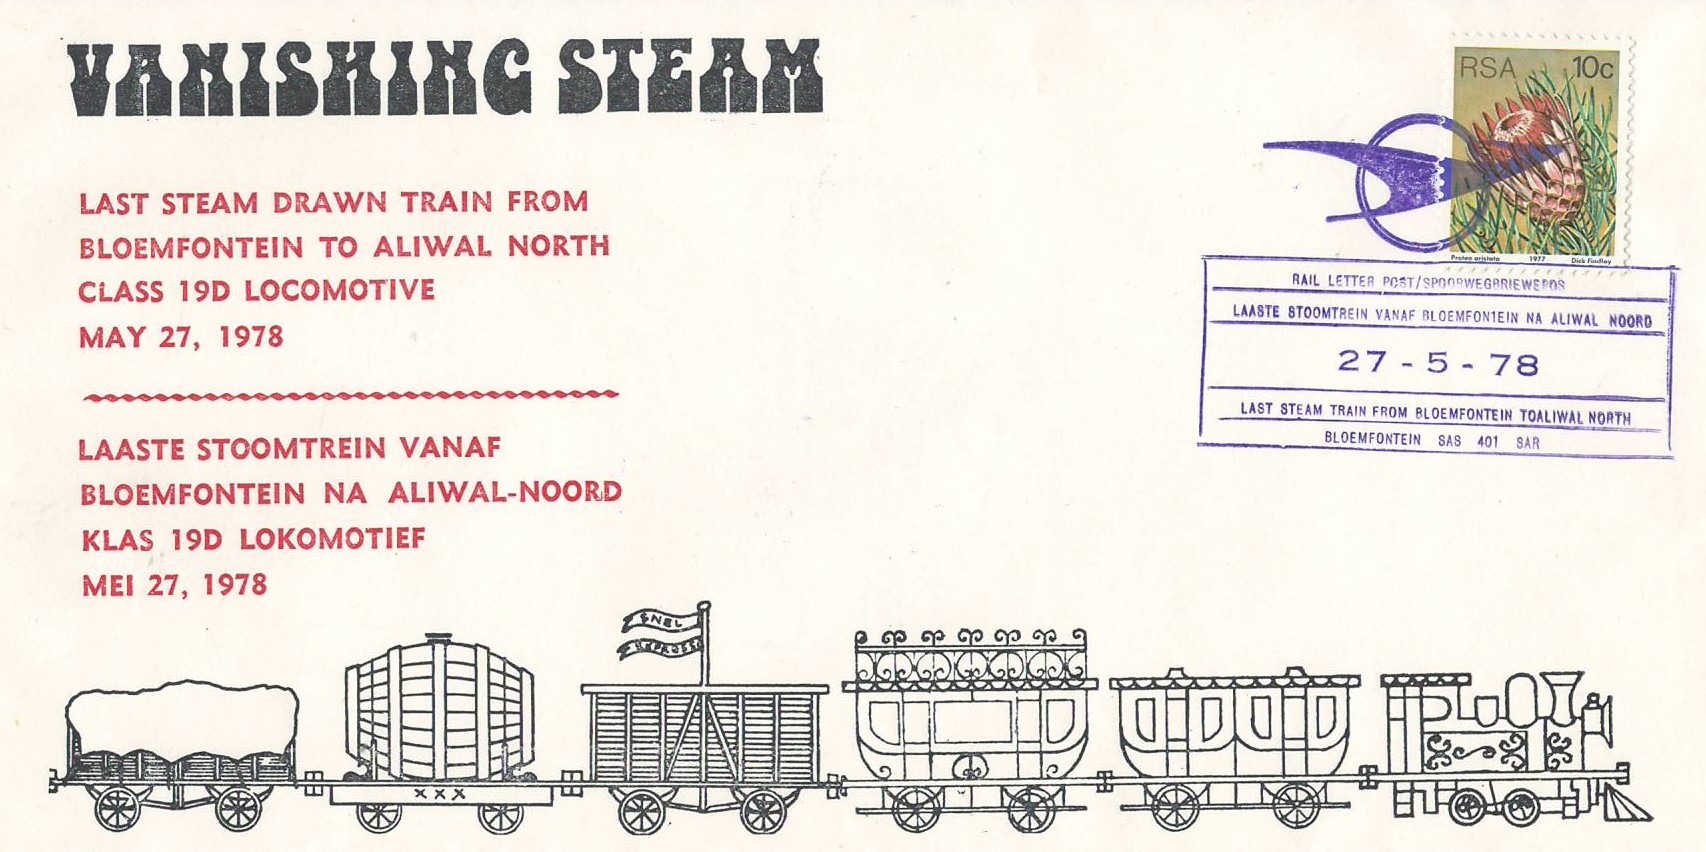 VANISHING STEAM
LAST STEAM DRAWN TRAIN FROM
BLOEMFONTEIN TO ALIWAL NORTH
CLASS 19D LOCOMOTIVE
MAY 27, 1978
LAASTE STOOMTREIN VANAF
BLOEMFONTEIN NA ALIWAL-NOORD
KLAS 19D LOKOMOTIEF
MEI 27, 1978
RSA 10c
Protea aristata 1977 Dick Findlay
RAIL LETTER POST/SPOORWEGBRIEWEPOS
LAASTE STOOMTREIN VANAF BLOEMFONTEIN NA ALIWAL NOORD
27-5-78
LAST STEAM TRAIN FROM BLOEMFONTEIN TOALIWAL NORTH
BLOEMFONTEIN SAS 401 SAR
SNEL
EXPRESS
XXX